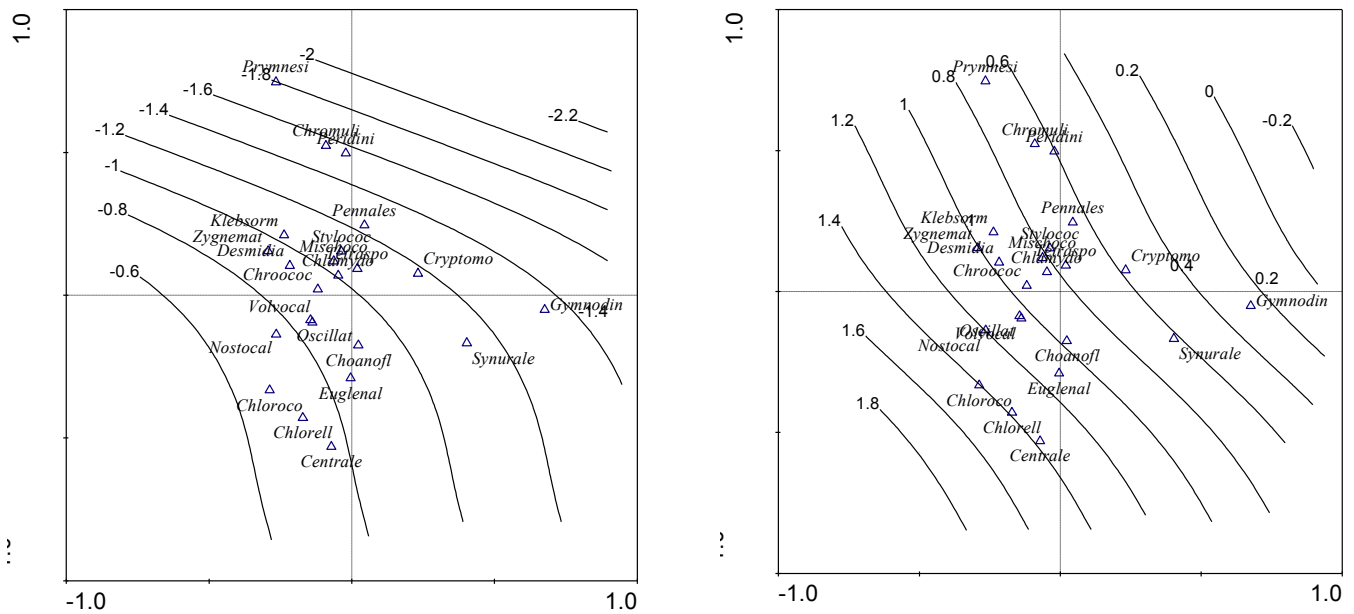 1.0
-2
Prymnesi
-1.8
-1.6
-2.2
-1.4
-1.2
Chromuli
Peridini
-1
-0.8
Pennales
Klebsorm
Zygnemat
Stylococ
Desmidia
Mischoco
Chlamydo
Cryptomo
-0.6
Chroococ
Volvocal
Gymnodin
-1.4
Nostocal
Oscillat
Choanofl
Synurale
Euglenal
Chloroco
Chlorell
Centrale
-1.0
1.0
1.0
0.6
Prymnesi
0.8
0.2
0
1
1.2
-0.2
Chromuli
Peridini
1.4
Pennales
Klebsorm
1
Zygnemat
Stylococ
Desmidia
Mischoco
Chlamydo
Cryptomo
Chroococ
0.4
0.2
Gymnodin
1.6
Oscillat
Volvocal
Nostocal
Choanofl
Synurale
Euglenal
1.8
Chloroco
Chlorell
Centrale
-1.0
1.0